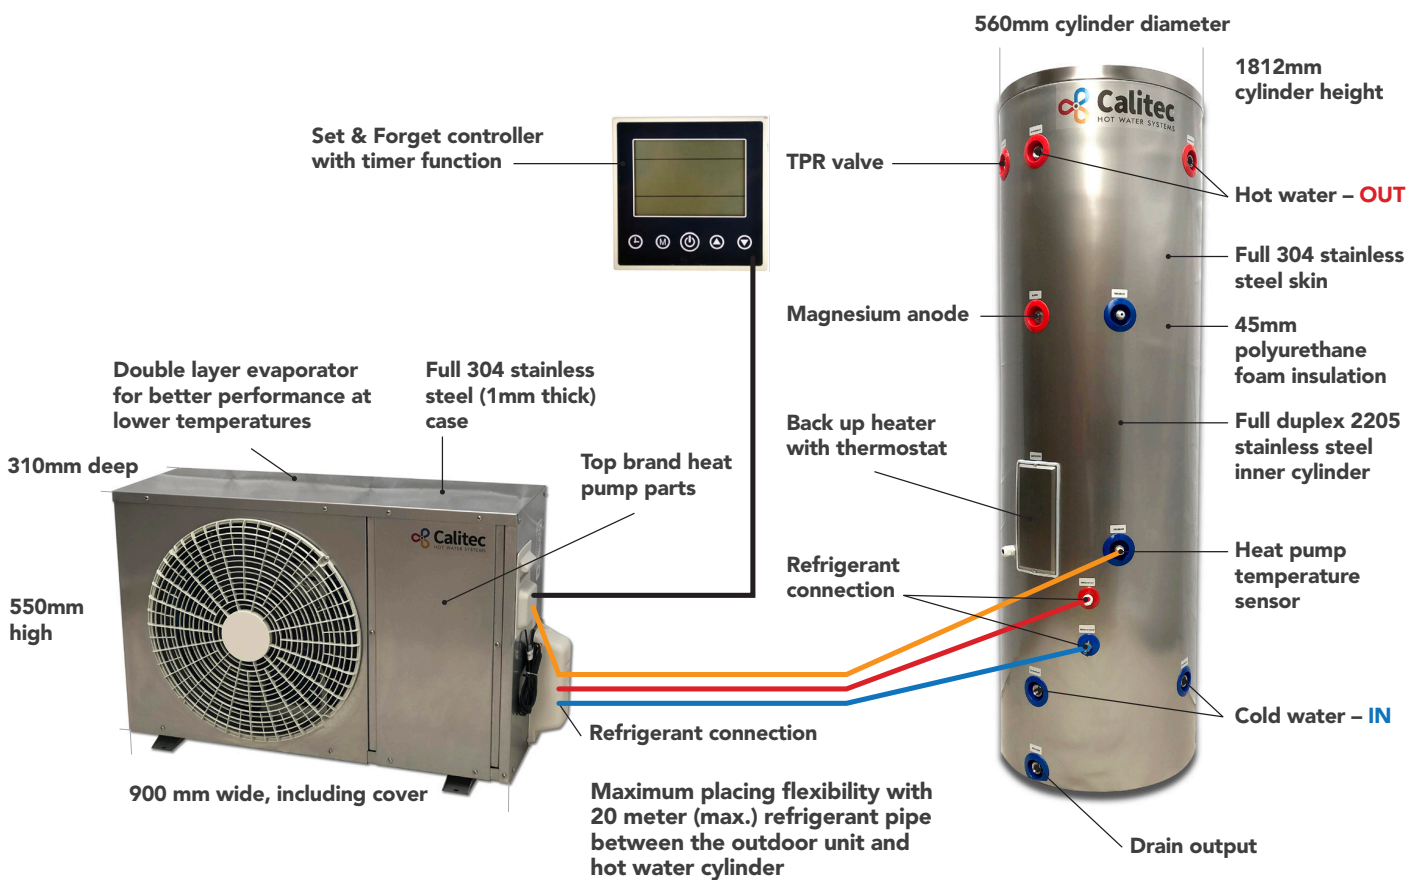 560mm cylinder diameter
1812mm
cylinder height
Calitec
HOT WATER SYSTEMS
Set & Forget controller
with timer function
TPR valve
Hot water – OUT
M
Full 304 stainless
steel skin
Magnesium anode
45mm
polyurethane
foam insulation
Double layer evaporator
for better performance at
lower temperatures
Full 304 stainless
steel (1mm thick)
case
Back up heater
with thermostat
Full duplex 2205
stainless steel
inner cylinder
310mm deep
Top brand heat
pump parts
Calitec
HOT WATER SYSTEMS
Refrigerant
connection
Heat pump
temperature
sensor
550mm
high
Cold water – IN
Refrigerant connection
900 mm wide, including cover
Maximum placing flexibility with
20 meter (max.) refrigerant pipe
between the outdoor unit and
hot water cylinder
Drain output